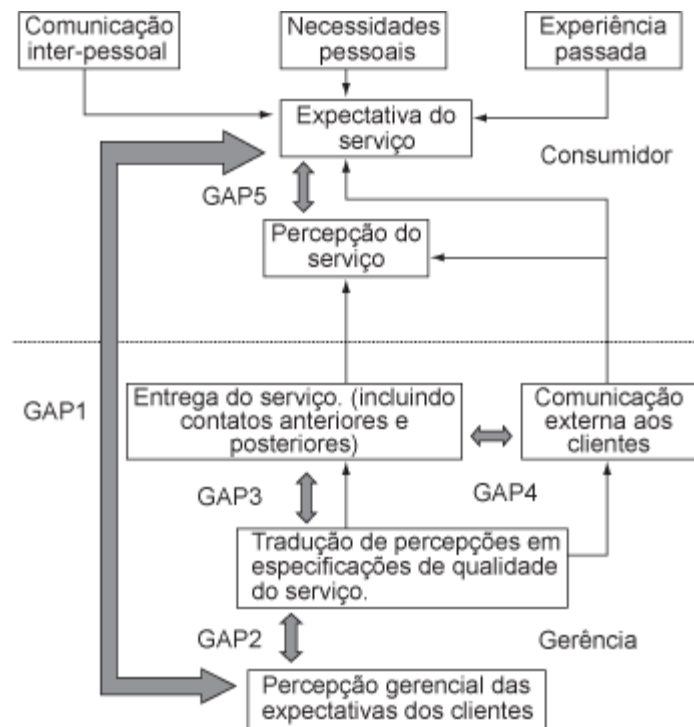 Comunicação
inter-pessoal
Necessidades
pessoais
Experiência
passada
Expectativa do
serviço
Consumidor
GAP5
Percepção do
serviço
GAP1
Entrega do serviço. (incluindo
contatos anteriores e
posteriores)
Comunicação
externa aos
clientes
GAP3
GAP4
Tradução de percepções em
especificações de qualidade
do serviço.
GAP2
Gerência
Percepção gerencial das
expectativas dos clientes